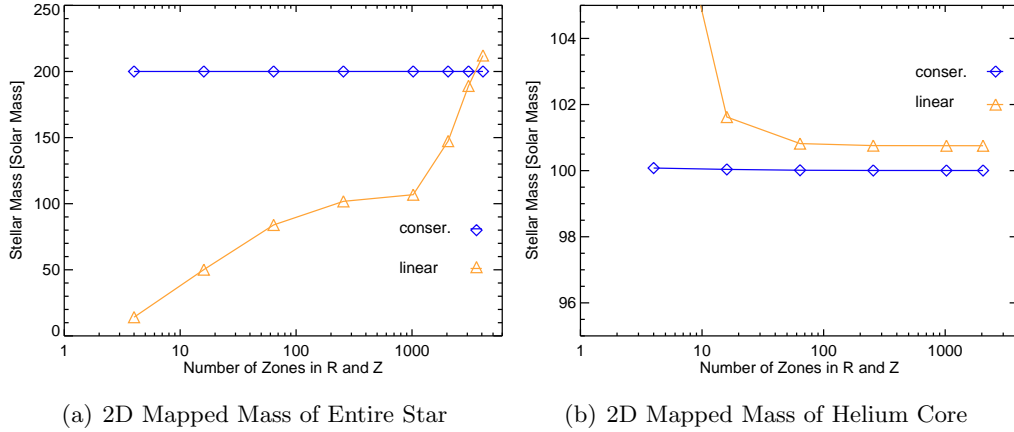 250
200
150
100
50
0
Stellar Mass [Solar Mass]
conser.
linear
1
10
100
1000
Number of Zones in R and Z
(a) 2D Mapped Mass of Entire Star
104
102
100
98
96
Stellar Mass [Solar Mass]
conser.
linear
1
10
100
1000
Number of Zones in R and Z
(b) 2D Mapped Mass of Helium Core